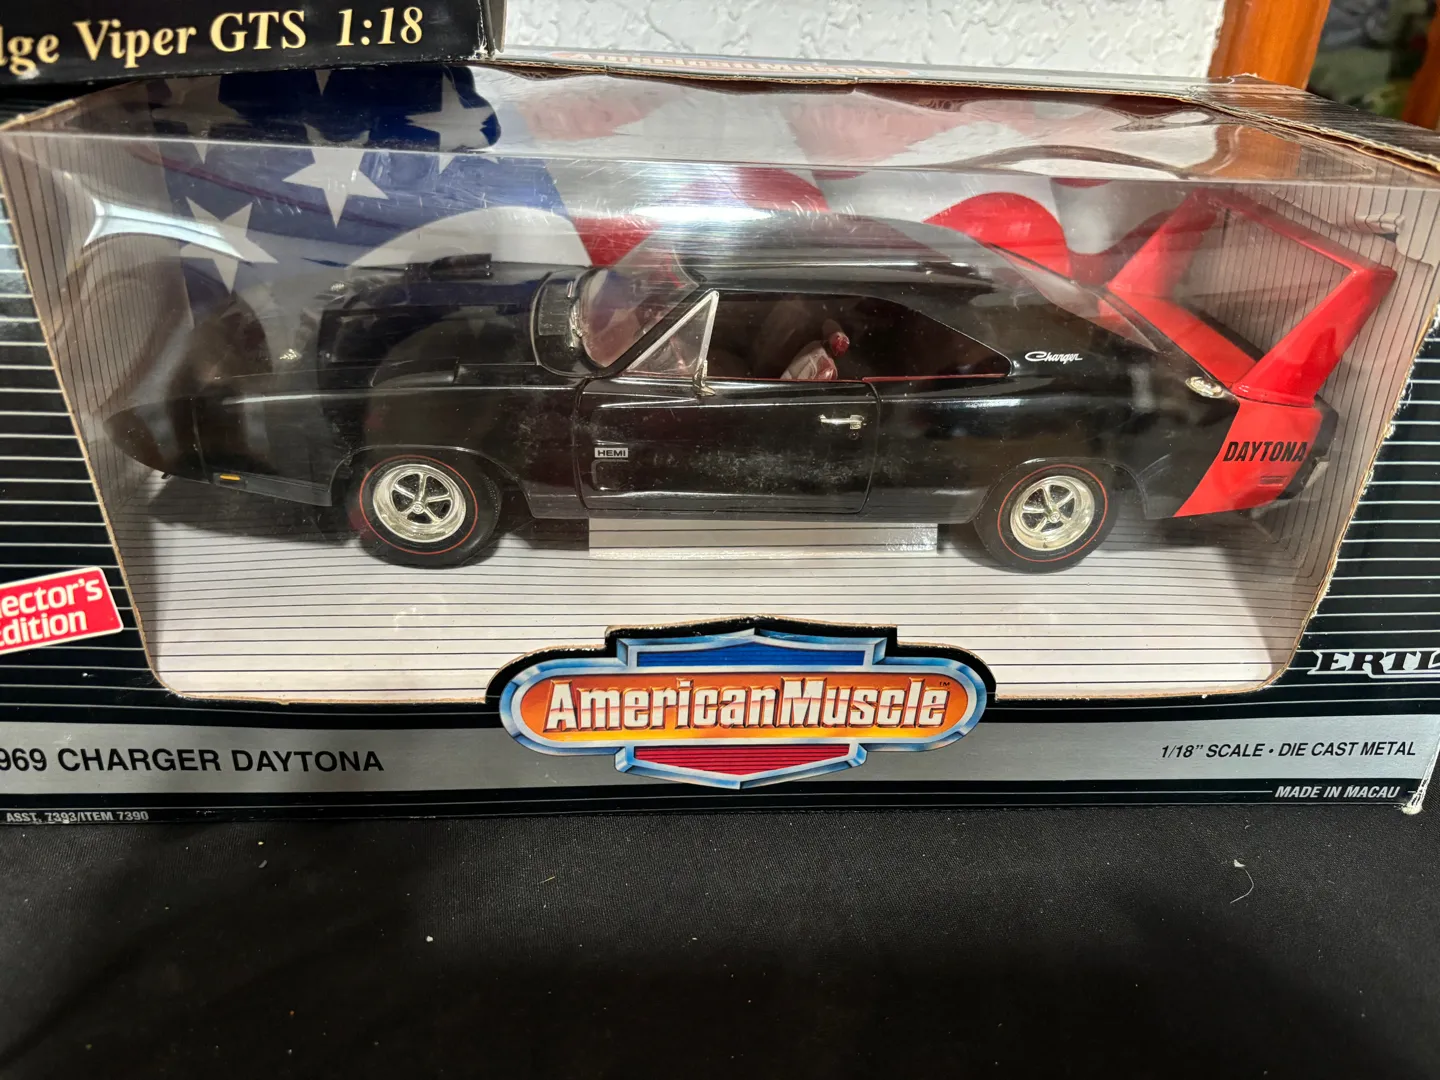 dge Viper GTS 1:18
Charger
HEMI
DAYTONA
ector's
Edition
ERTL
AmericanMuscle™
969 CHARGER DAYTONA
1/18" SCALE • DIE CAST METAL
MADE IN MACAU
ASST. 7393/ITEM 7390